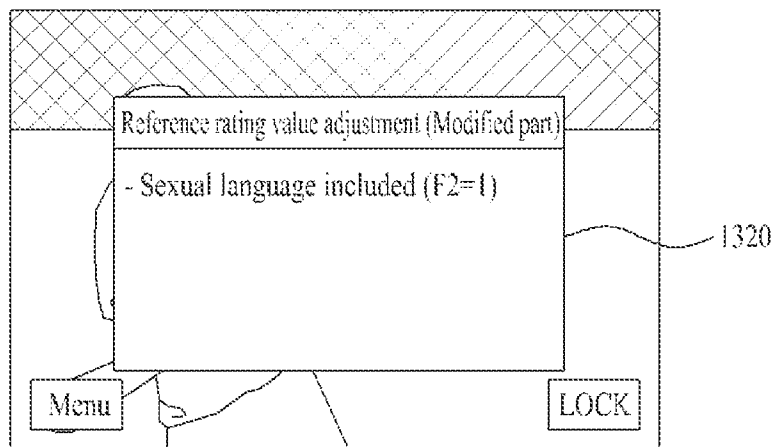 Reference rating value adjustment (Modified part)
- Sexual language included (F2=1)
1320
Menu
LOCK